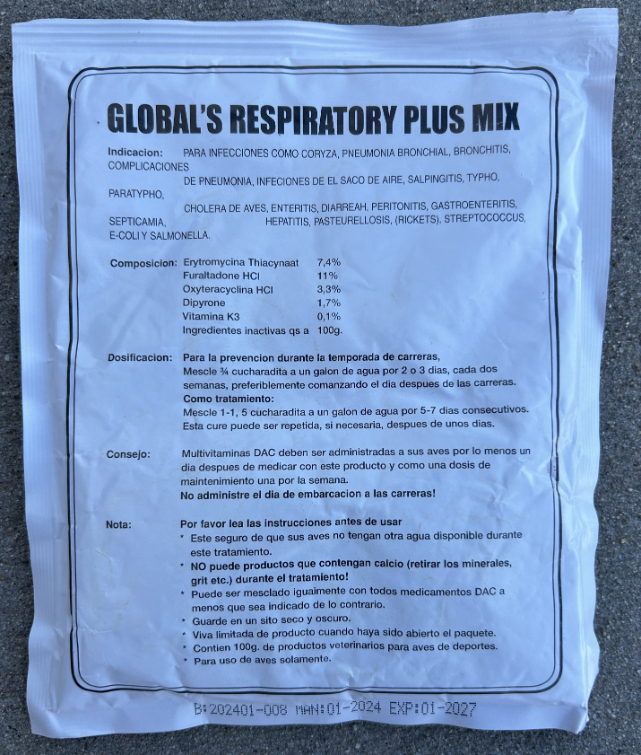 GLOBAL'S RESPIRATORY PLUS MIX
Indicacion: PARA INFECCIONES COMO CORYZA, PNEUMONIA BRONCHIAL, BRONCHITIS,
COMPLICACIONES
DE PNEUMONIA, INFECIONES DE EL SACO DE AIRE, SALPINGITIS, TYPHO,
PARATYPHO,
CHOLERA DE AVES, ENTERITIS, DIARREAH, PERITONITIS, GASTROENTERITIS,
SEPTICAMIA, HEPATITIS, PASTEURELLOSIS, (RICKETS), STREPTOCOCCUS,
E-COLI Y SALMONELLA.
Composicion: Erytromycina Thiacynaat 7,4%
Furaltadone HCl 11%
Oxyteracyclina HCl 3,3%
Dipyrone 1,7%
Vitamina K3 0,1%
Ingredientes inactivas qs a 100g.
Dosificacion: Para la prevencion durante la temporada de carreras,
Mescle ¾ cucharadita a un galon de agua por 2 o 3 dias, cada dos
semanas, preferiblemente comanzando el dia despues de las carreras.
Como tratamiento:
Mescle 1-1, 5 cucharadita a un galon de agua por 5-7 dias consecutivos.
Esta cure puede ser repetida, si necesaria, despues de unos dias.
Consejo: Multivitaminas DAC deben ser administradas a sus aves por lo menos un
dia despues de medicar con este producto y como una dosis de
maintenimiento una por la semana.
No administre el dia de embarcacion a las carreras!
Nota: Por favor lea las instrucciones antes de usar
* Este seguro de que sus aves no tengan otra agua disponible durante
este tratamiento.
* NO puede productos que contengan calcio (retirar los minerales,
grit etc.) durante el tratamiento!
* Puede ser mesclado igualmente con todos medicamentos DAC a
menos que sea indicado de lo contrario.
* Guarde en un sito seco y oscuro.
* Viva limitada de producto cuando haya sido abierto el paquete.
* Contien 100g. de productos veterinarios para aves de deportes.
* Para uso de aves solamente.
B:202401-008 MAN:01-2024 EXP:01-2027